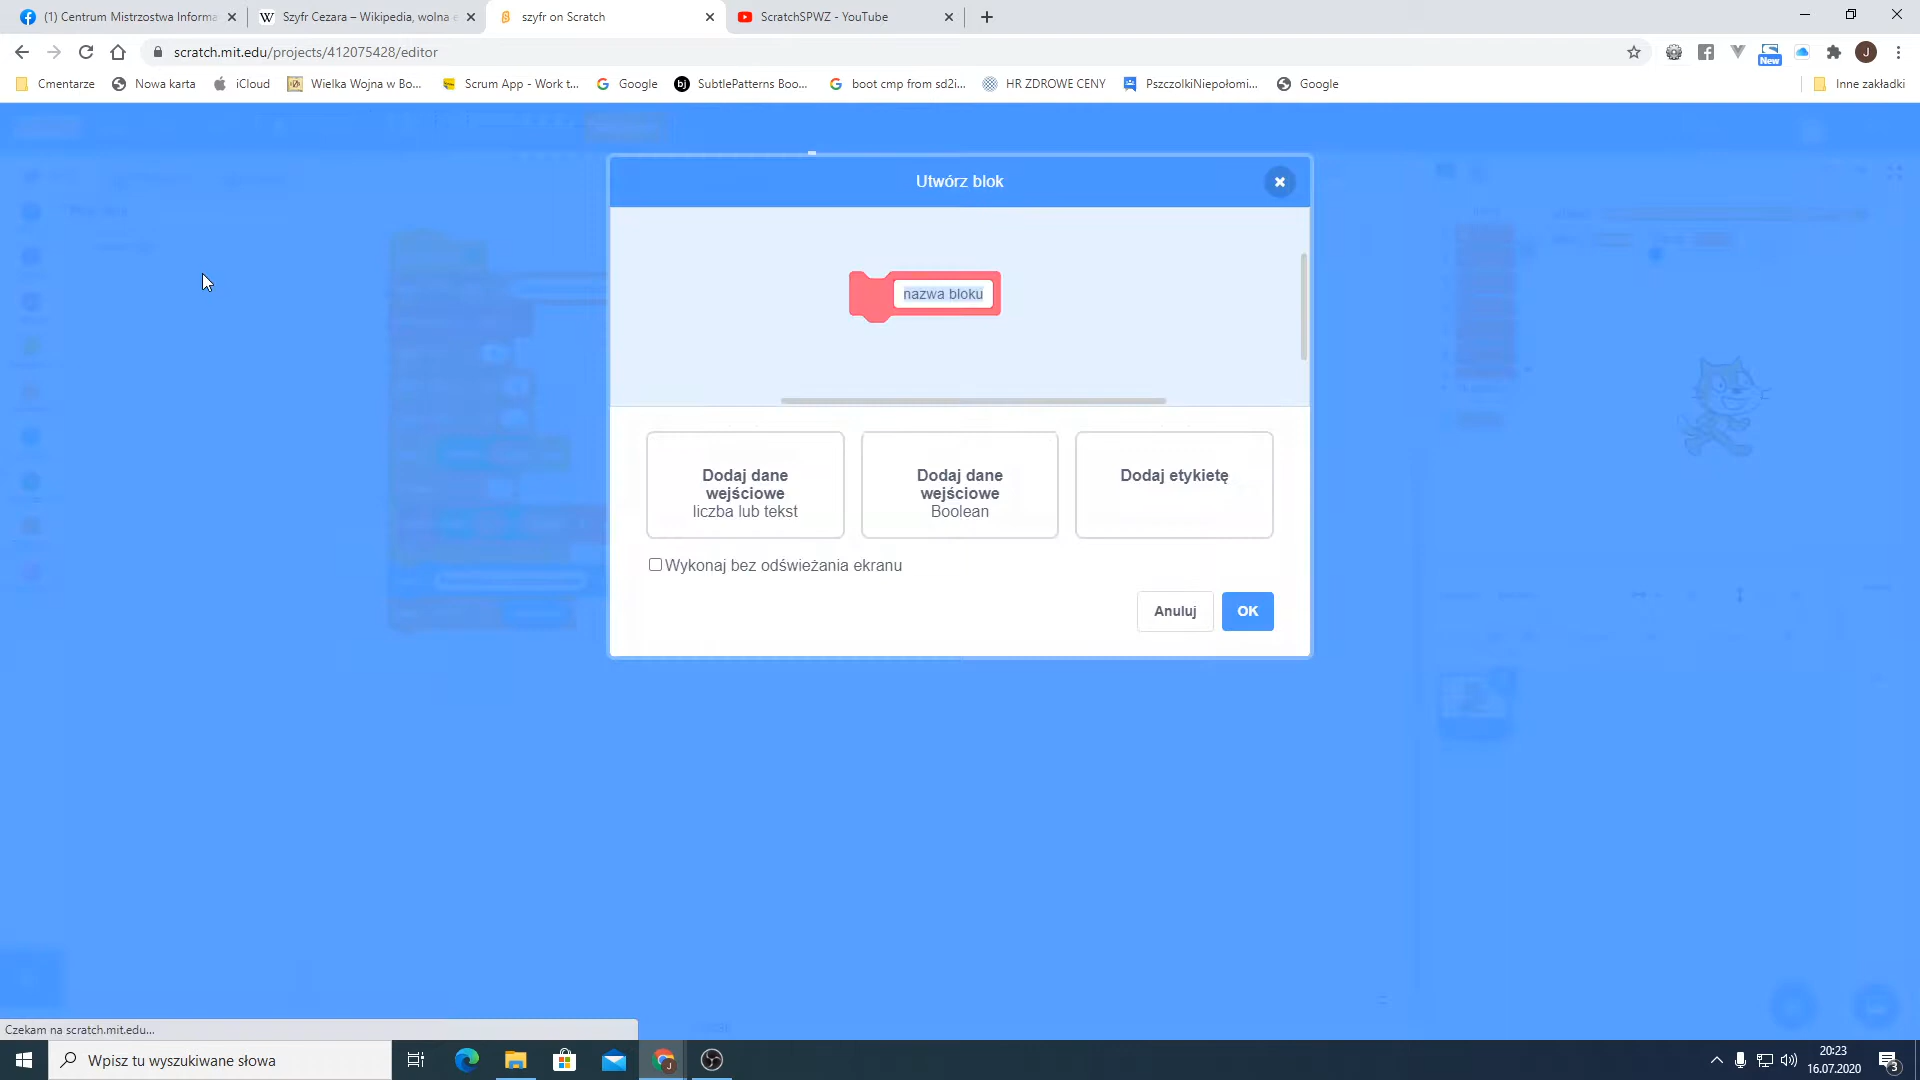 (1) Centrum Mistrzostwa Informa
Szyfr Cezara – Wikipedia, wolna e
szyfr on Scratch
ScratchSPWZ - YouTube
scratch.mit.edu/projects/412075428/editor
New
J
Cmentarze
Nowa karta
iCloud
Wielka Wojna w Bo...
Scrum App - Work t...
Google
SubtlePatterns Boo...
boot cmp from sd2i...
HR ZDROWE CENY
PszczolkiNiepołomi...
Google
Inne zakładki
Utwórz blok
nazwa bloku
Dodaj dane
wejściowe
liczba lub tekst
Dodaj dane
wejściowe
Boolean
Dodaj etykietę
Wykonaj bez odświeżania ekranu
Anuluj
OK
Czekam na scratch.mit.edu...
Wpisz tu wyszukiwane słowa
20:23
16.07.2020
3